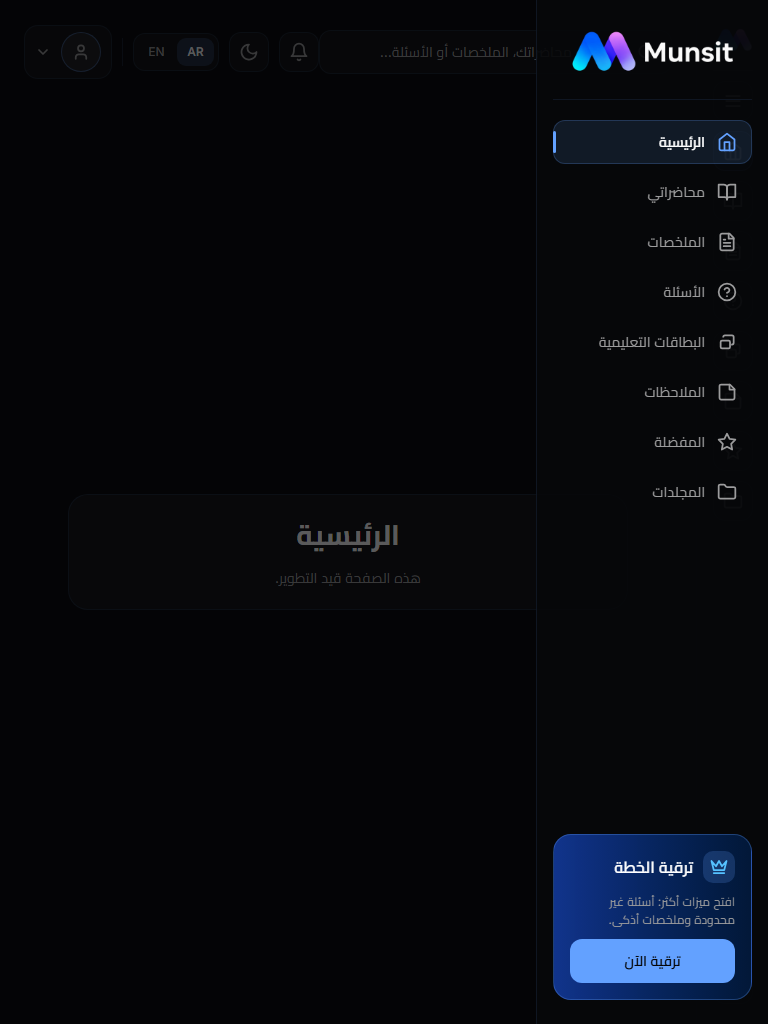 Munsit
الرئيسية
محاضراتي
الملخصات
الأسئلة
البطاقات التعليمية
الملاحظات
المفضلة
المجلدات
ترقية الخطة
افتح ميزات أكثر: أسئلة غير
محدودة وملخصات أذكى.
ترقية الآن
الملخصات أو الأسئلة...
AR
EN
الرئيسية
هذه الصفحة قيد التطوير.